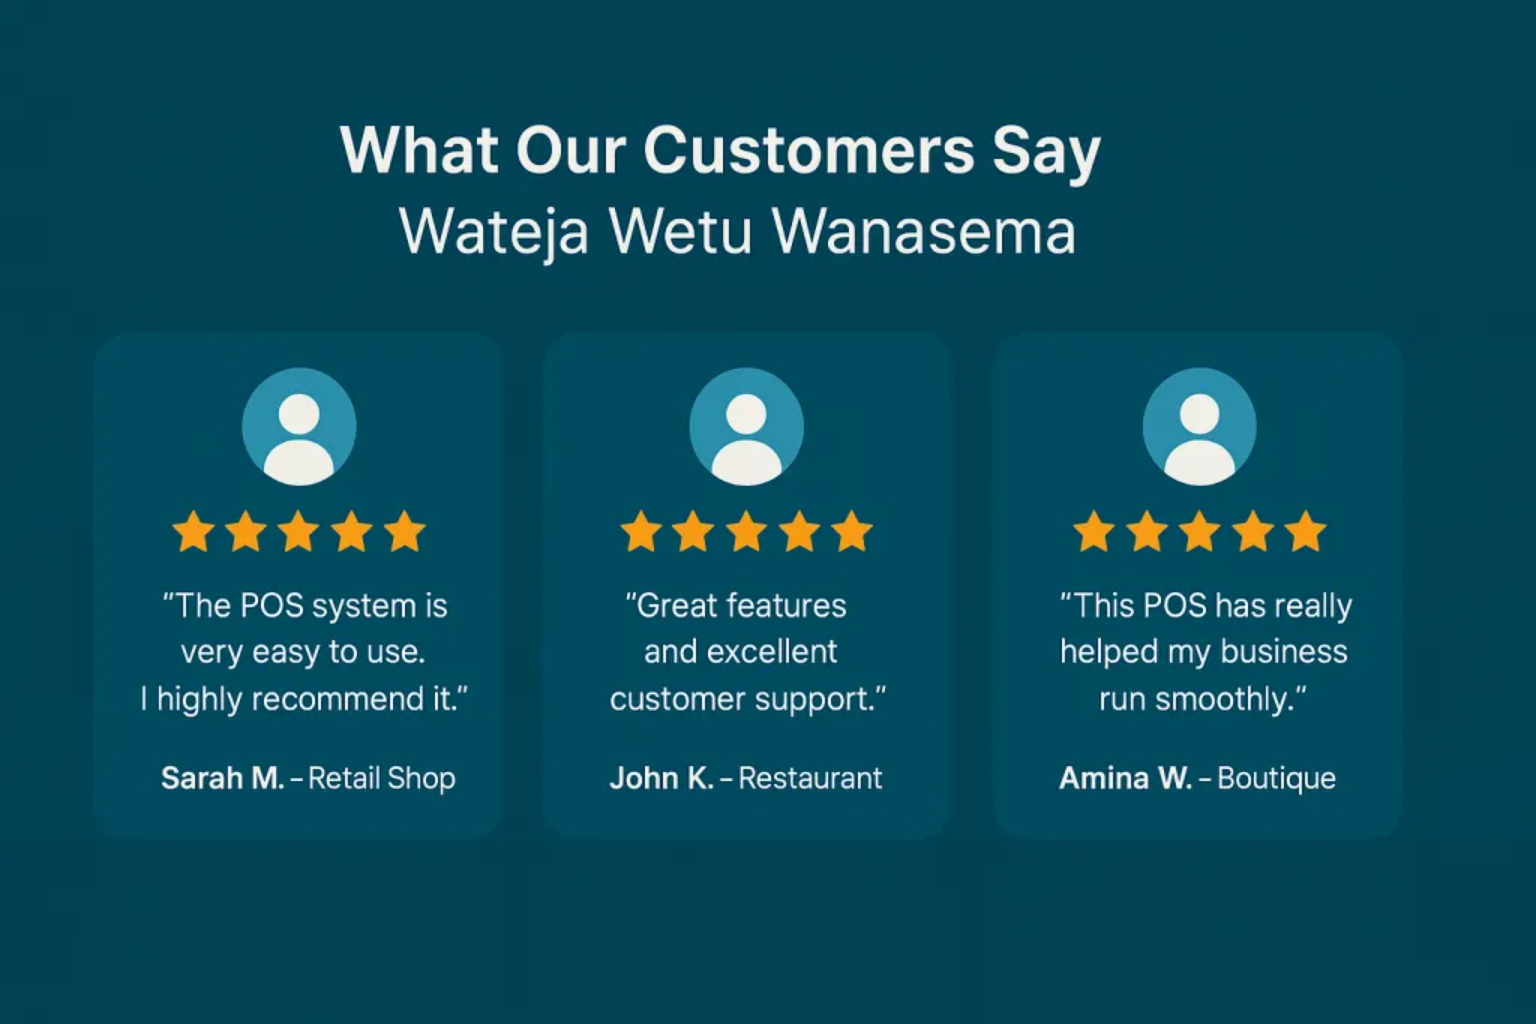 What Our Customers Say
Wateja Wetu Wanasema
"The POS system is
very easy to use.
I highly recommend it."
Sarah M. – Retail Shop
"Great features
and excellent
customer support."
John K. – Restaurant
"This POS has really
helped my business
run smoothly."
Amina W. – Boutique